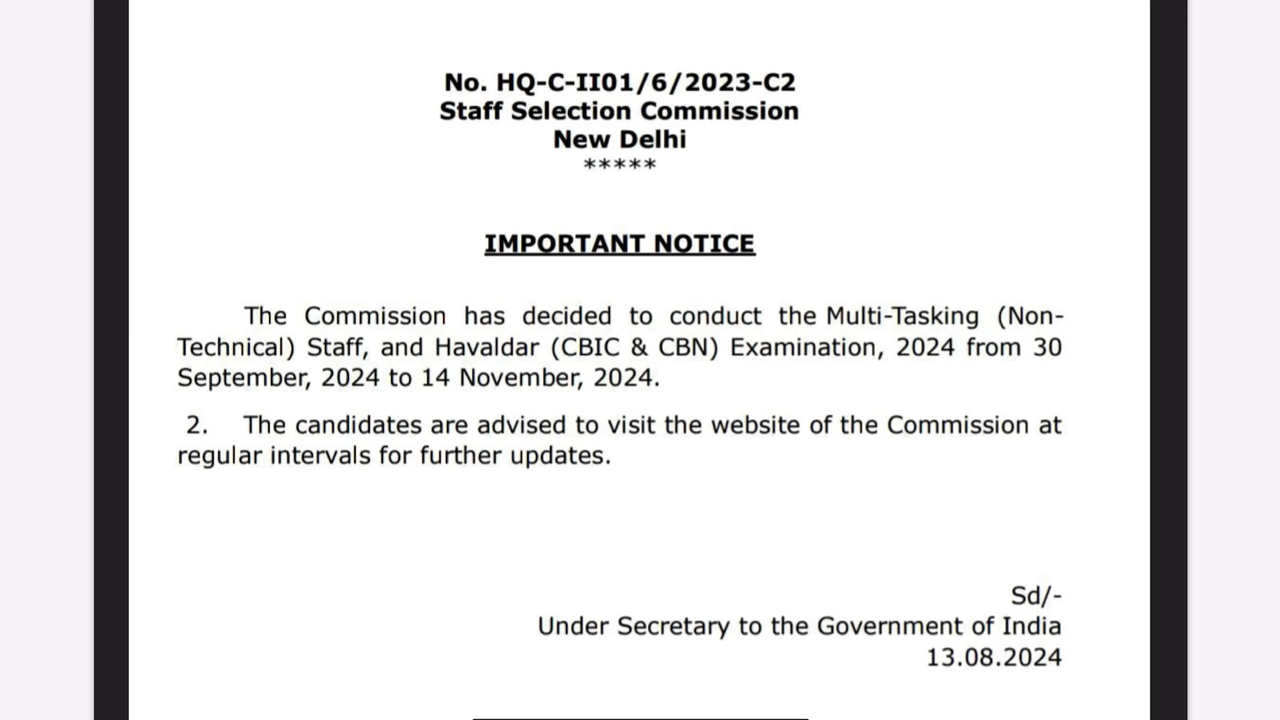 No. HQ-C-II01/6/2023-C2
Staff Selection Commission
New Delhi
*****
IMPORTANT NOTICE
The Commission has decided to conduct the Multi-Tasking (Non-
Technical) Staff, and Havaldar (CBIC & CBN) Examination, 2024 from 30
September, 2024 to 14 November, 2024.
2. The candidates are advised to visit the website of the Commission at
regular intervals for further updates.
Sd/-
Under Secretary to the Government of India
13.08.2024